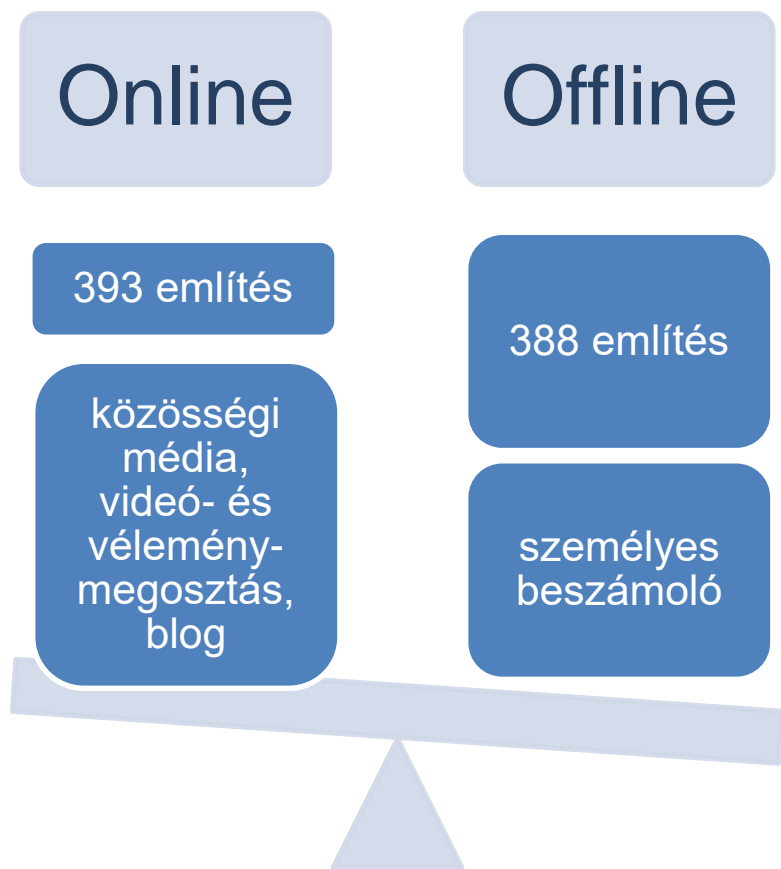 Online
393 említés
közösségi
média,
videó- és
vélemény-
megosztás,
blog
Offline
388 említés
személyes
beszámoló